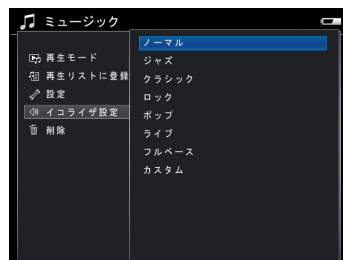 ミュージック
再生モード
再生リストに登録
設定
イコライザ設定
削除
ノーマル
ジャズ
クラシック
ロック
ポップ
ライブ
フルベース
カスタム